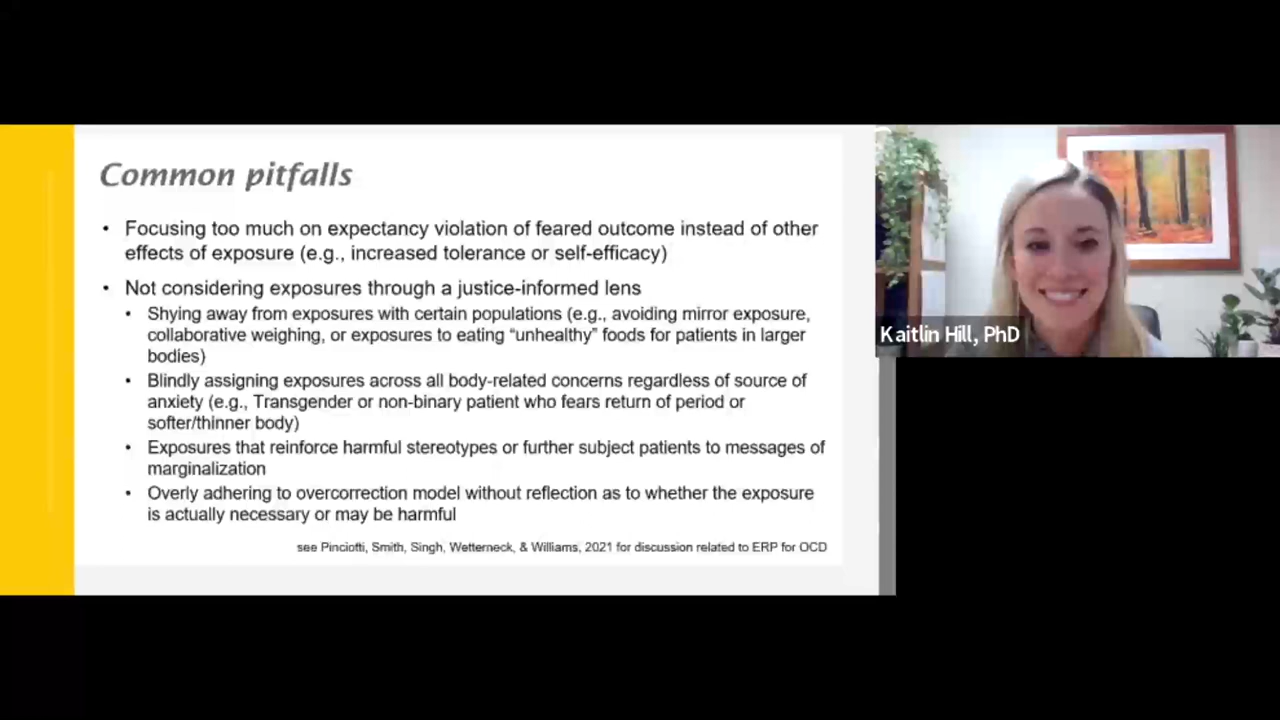 Common pitfalls
• Focusing too much on expectancy violation of feared outcome instead of other
effects of exposure (e.g., increased tolerance or self-efficacy)
• Not considering exposures through a justice-informed lens
• Shying away from exposures with certain populations (e.g., avoiding mirror exposure,
collaborative weighing, or exposures to eating “unhealthy” foods for patients in larger
bodies)
• Blindly assigning exposures across all body-related concerns regardless of source of
anxiety (e.g., Transgender or non-binary patient who fears return of period or
softer/thinner body)
• Exposures that reinforce harmful stereotypes or further subject patients to messages of
marginalization
• Overly adhering to overcorrection model without reflection as to whether the exposure
is actually necessary or may be harmful
see Pinciotti, Smith, Singh, Wetterneck, & Williams, 2021 for discussion related to ERP for OCD
Kaitlin Hill, PhD